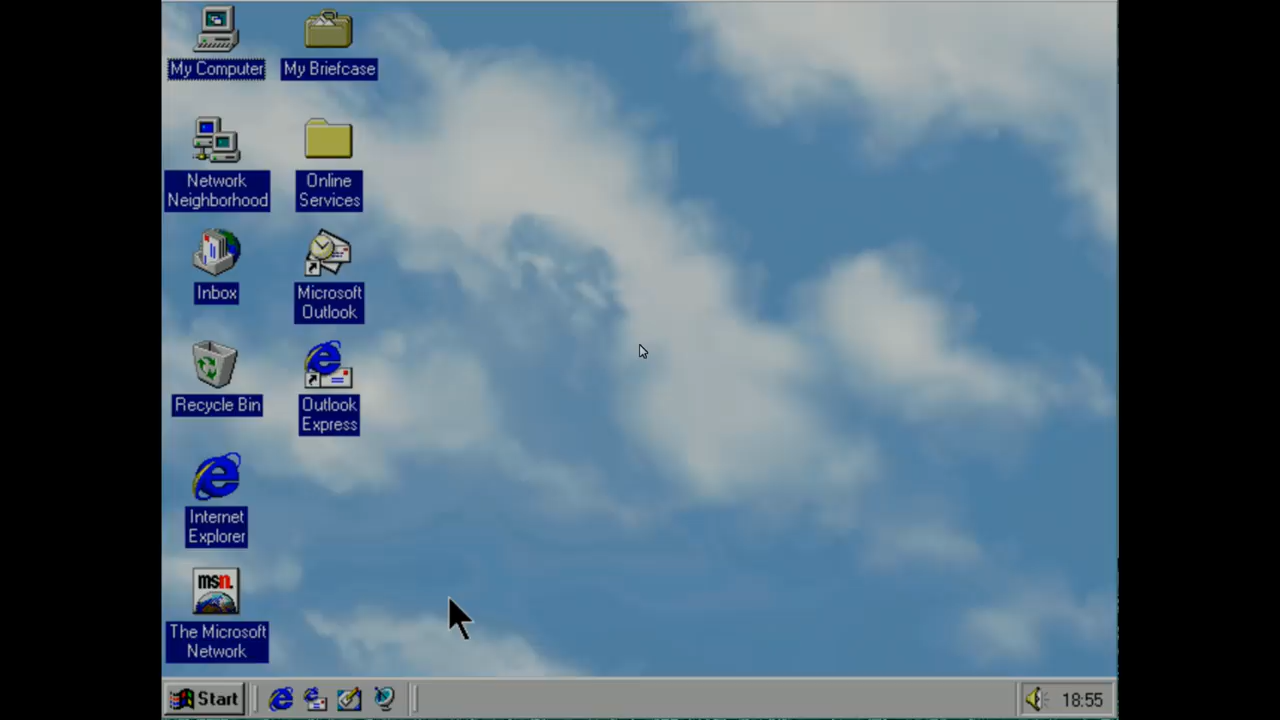 My Computer
My Briefcase
Network
Neighborhood
Online
Services
Inbox
Microsoft
Outlook
Recycle Bin
Outlook
Express
Internet
Explorer
msn.
The Microsoft
Network
Start
18:55